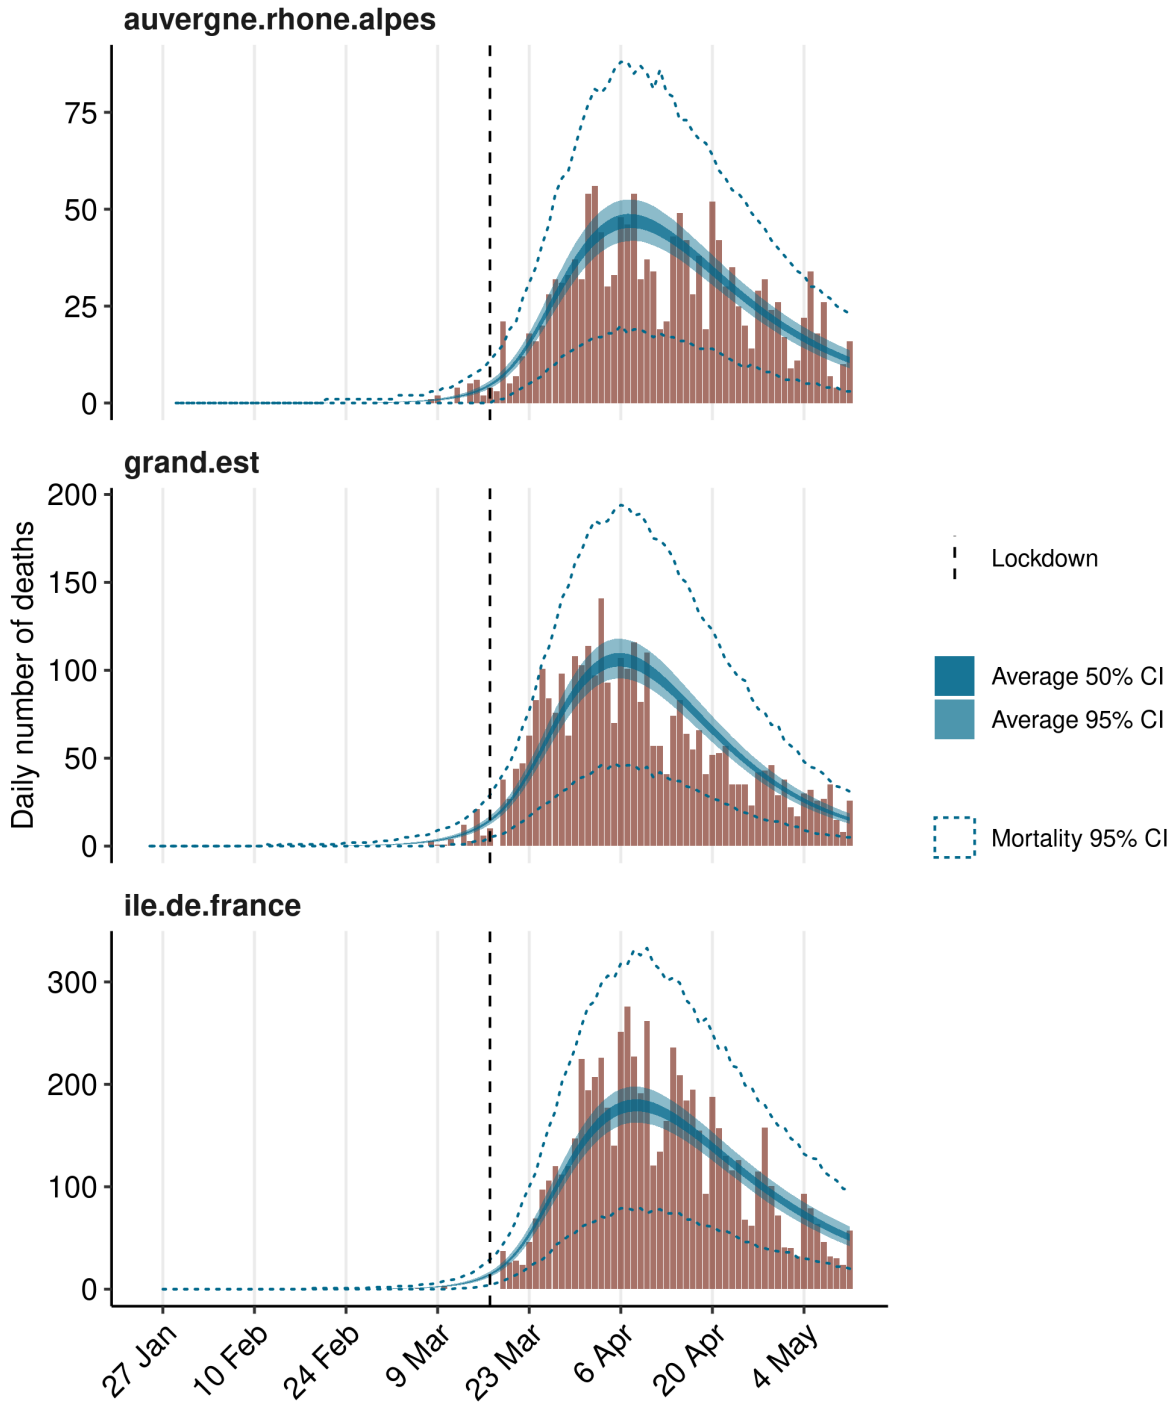 auvergne.rhone.alpes
75
50
25
0
grand.est
Daily number of deaths
200
150
100
50
0
ile.de.france
300
200
100
0
27 Jan
10 Feb
24 Feb
9 Mar
23 Mar
6 Apr
20 Apr
4 May
Lockdown
Average 50% CI
Average 95% CI
Mortality 95% CI